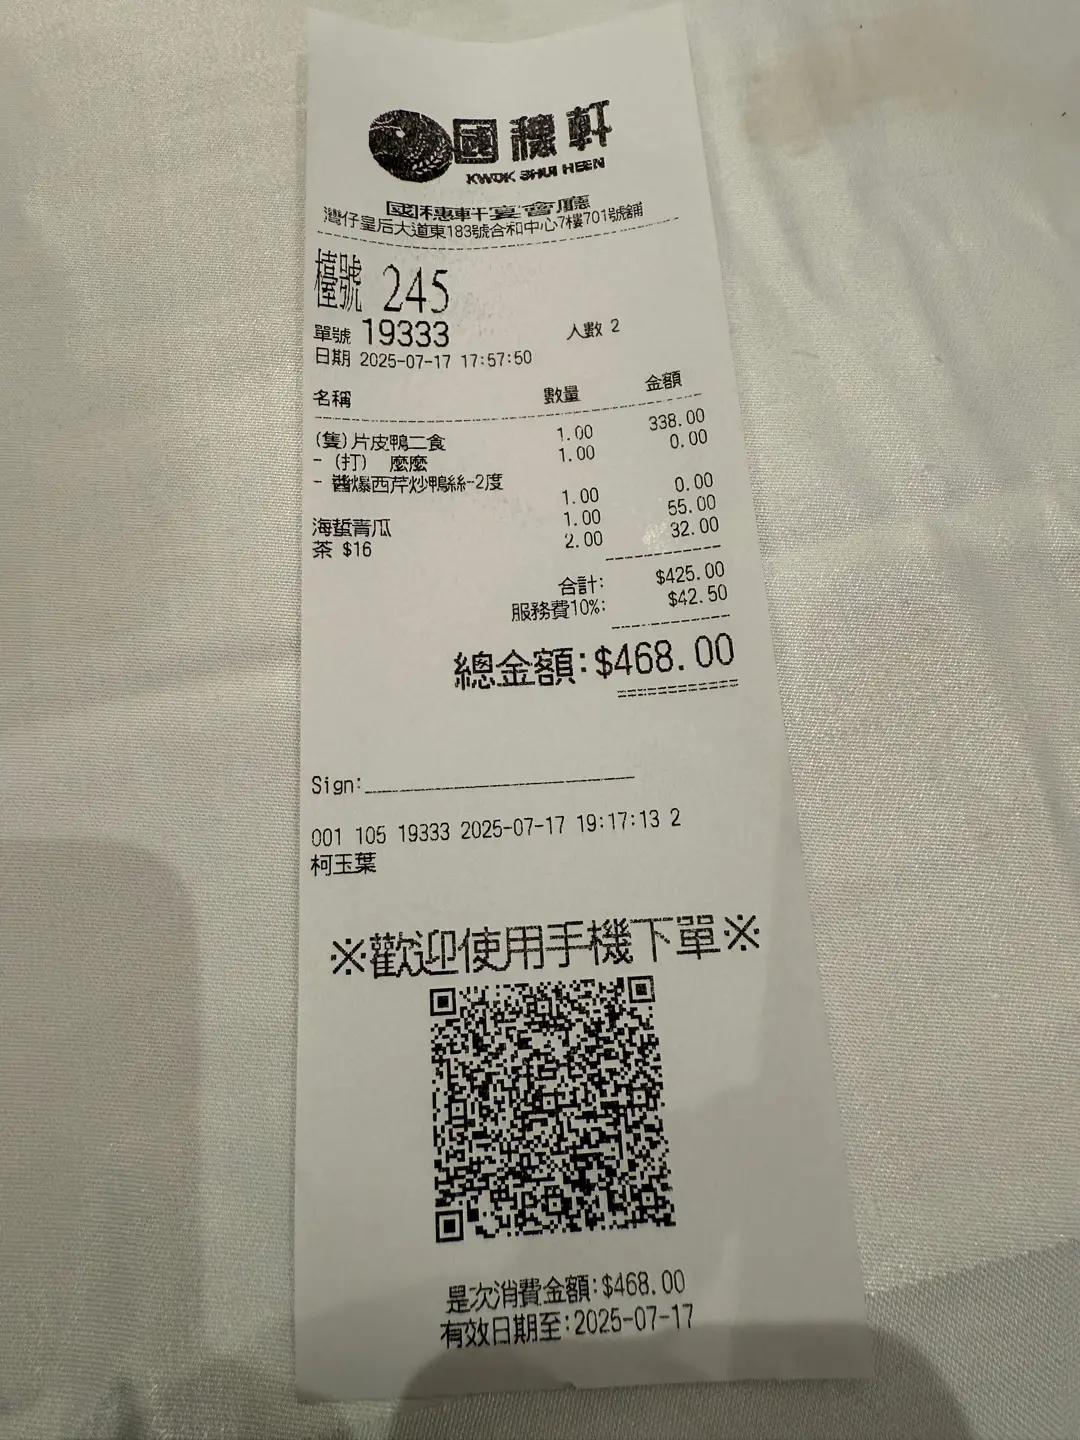 國穗軒
KWOK SHUI HEEN
國穗軒宴會廳
灣仔皇后大道東183號合和中心7樓701號舖
檯號 245
單號 19333 人數 2
日期 2025-07-17 17:57:50
名稱 數量 金額
(隻)片皮鴨二食 1.00 338.00
- (打) 麼麼 1.00 0.00
- 醬爆西芹炒鴨絲-2度
1.00 0.00
海蜇青瓜 1.00 55.00
茶 $16 2.00 32.00
合計: $425.00
服務費10%: $42.50
總金額:$468.00
Sign:
001 105 19333 2025-07-17 19:17:13 2
柯玉葉
※歡迎使用手機下單※
是次消費金額:$468.00
有效日期至:2025-07-17